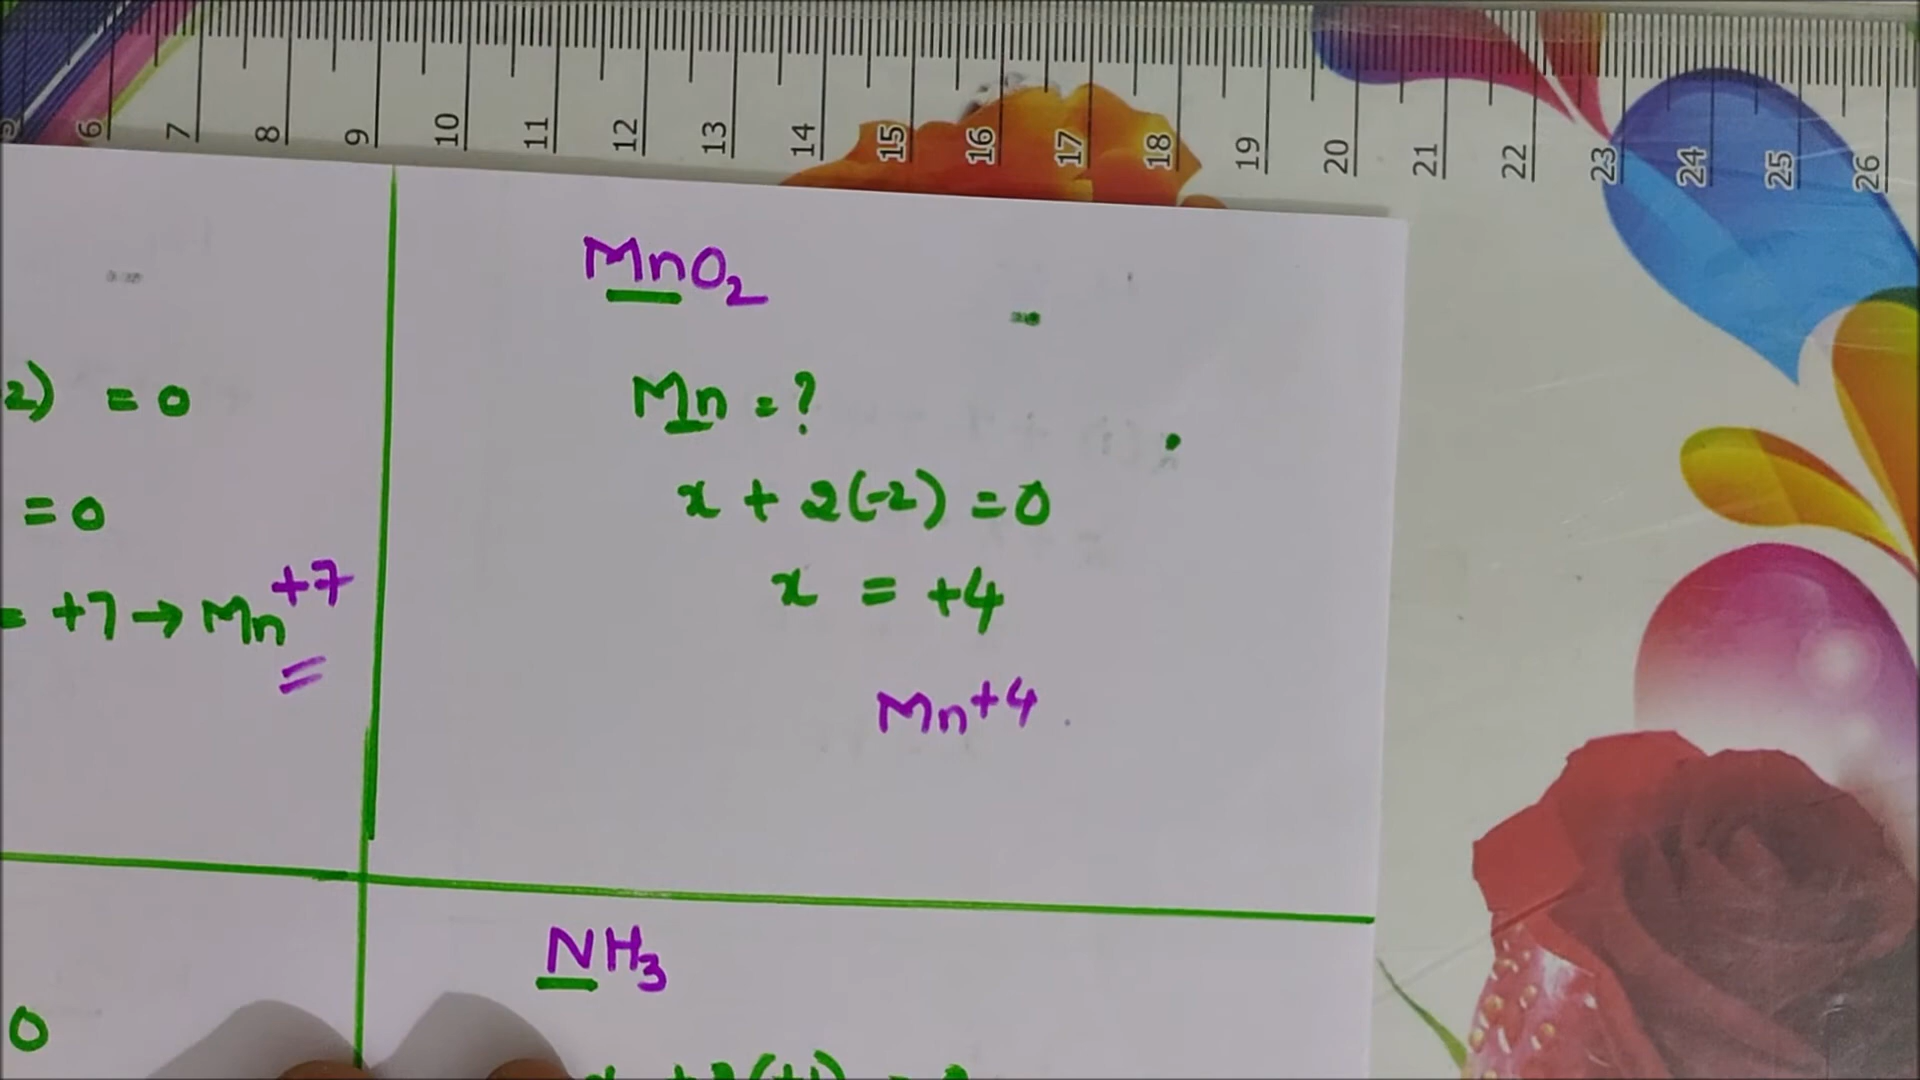 5 6 7 8 9 10 11 12 13 14 15 16 17 18 19 20 21 22 23 24 25 26
2) = 0
= 0
= +7 → Mn+7
MnO2
Mn = ?
x + 2(-2) = 0
x = +4
Mn+4
0
NH3